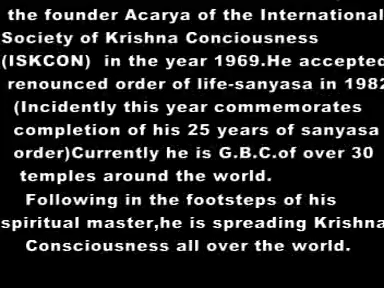 the founder Acarya of the International
Society of Krishna Conciousness
(ISKCON) in the year 1969.He accepted
renounced order of life-sanyasa in 1982
(Incidently this year commemorates
completion of his 25 years of sanyasa
order)Currently he is G.B.C.of over 30
temples around the world.
Following in the footsteps of his
spiritual master,he is spreading Krishna
Consciousness all over the world.